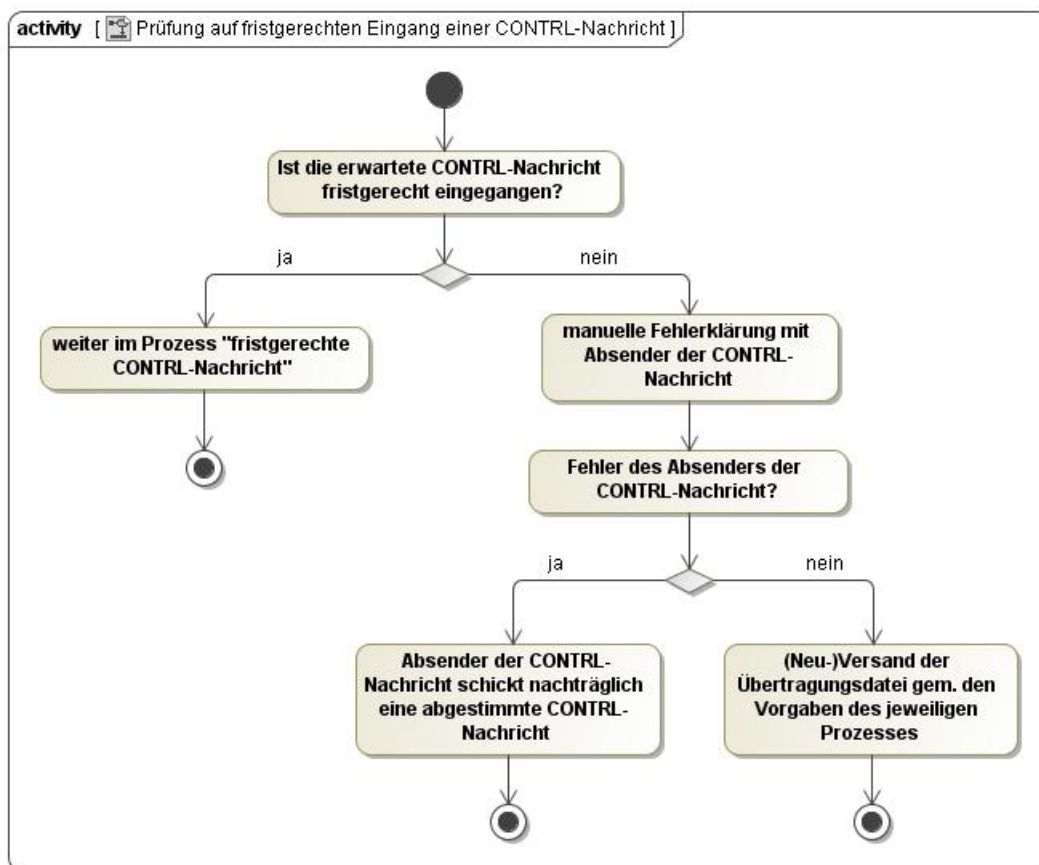 activity [ Prüfung auf fristgerechten Eingang einer CONTRL-Nachricht ]
Ist die erwartete CONTRL-Nachricht
fristgerecht eingegangen?
ja
nein
weiter im Prozess "fristgerechte
CONTRL-Nachricht"
manuelle Fehlerklärung mit
Absender der CONTRL-
Nachricht
Fehler des Absenders der
CONTRL-Nachricht?
ja
nein
Absender der CONTRL-
Nachricht schickt nachträglich
eine abgestimmte CONTRL-
Nachricht
(Neu-)Versand der
Übertragungsdatei gem. den
Vorgaben des jeweiligen
Prozesses